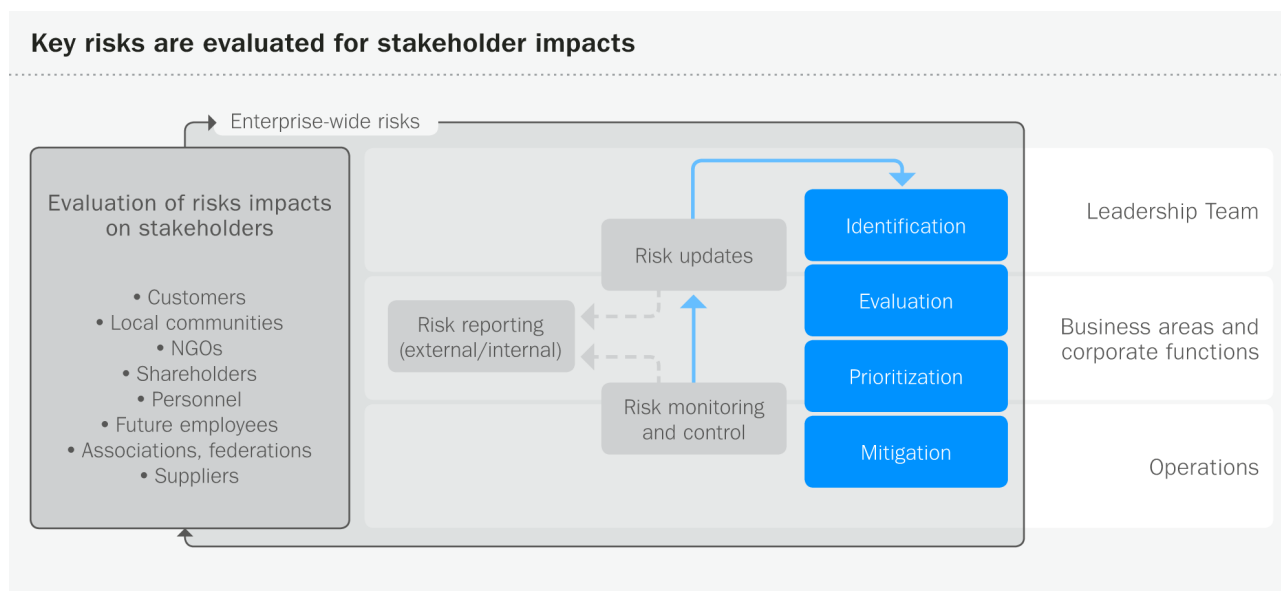 Key risks are evaluated for stakeholder impacts
Enterprise-wide risks
Evaluation of risks impacts
on stakeholders
• Customers
• Local communities
• NGOs
• Shareholders
• Personnel
• Future employees
• Associations, federations
• Suppliers
Risk updates
Risk reporting
(external/internal)
Risk monitoring
and control
Identification
Evaluation
Prioritization
Mitigation
Leadership Team
Business areas and
corporate functions
Operations